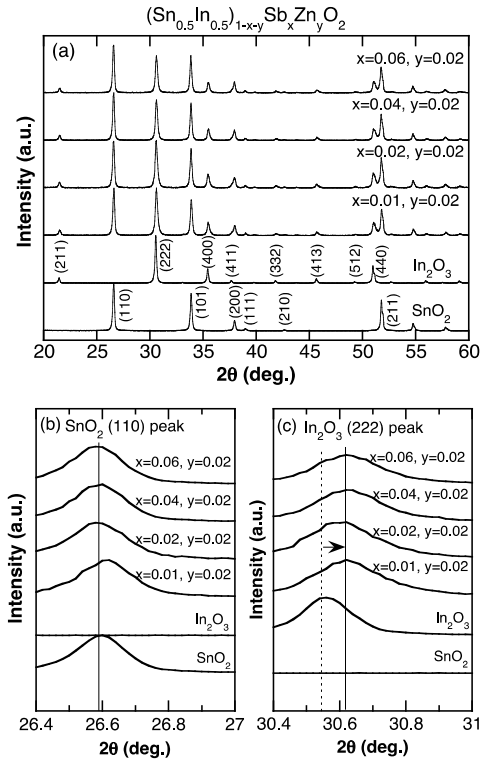 (Sn0.5In0.5)1-x-ySbxZnyO2
(a)
x=0.06, y=0.02
x=0.04, y=0.02
x=0.02, y=0.02
x=0.01, y=0.02
(211)
(222)
(400)
(411)
(332)
(413)
(512)
(440)
In2O3
(110)
(101)
(200)
(111)
(210)
(211)
SnO2
Intensity (a.u.)
20 25 30 35 40 45 50 55 60
2θ (deg.)
(b) SnO2 (110) peak
x=0.06, y=0.02
x=0.04, y=0.02
x=0.02, y=0.02
x=0.01, y=0.02
In2O3
SnO2
Intensity (a.u.)
26.4 26.6 26.8 27
2θ (deg.)
(c) In2O3 (222) peak
x=0.06, y=0.02
x=0.04, y=0.02
x=0.02, y=0.02
x=0.01, y=0.02
In2O3
SnO2
Intensity (a.u.)
30.4 30.6 30.8 31
2θ (deg.)